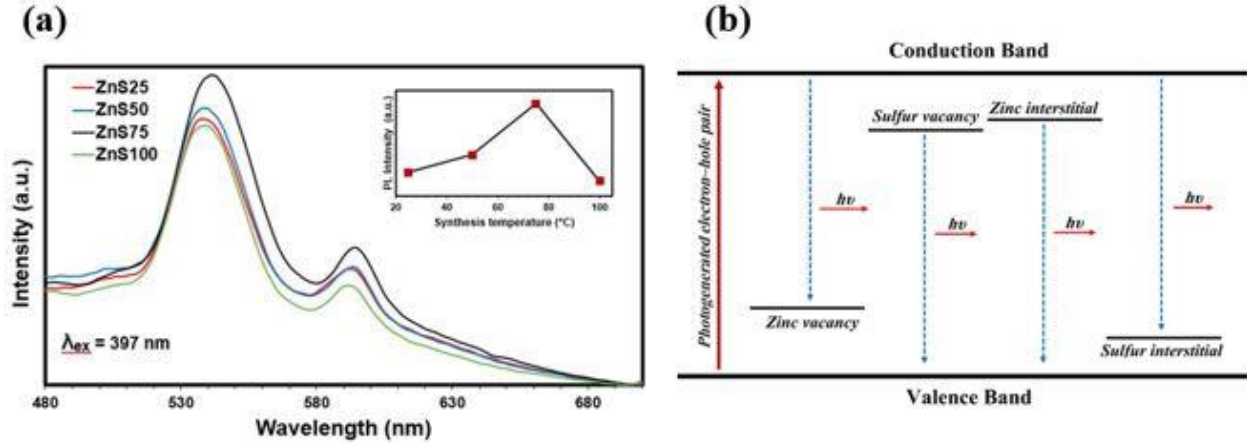 (a)
ZnS25
ZnS50
ZnS75
ZnS100
λex = 397 nm
Intensity (a.u.)
480 530 580 630 680
Wavelength (nm)
PL Intensity (a.u.)
20 40 60 80 100
Synthesis temperature (°C)
(b)
Conduction Band
Photogenerated electron–hole pair
Sulfur vacancy
Zinc interstitial
hν
hν
hν
hν
Zinc vacancy
Sulfur interstitial
Valence Band